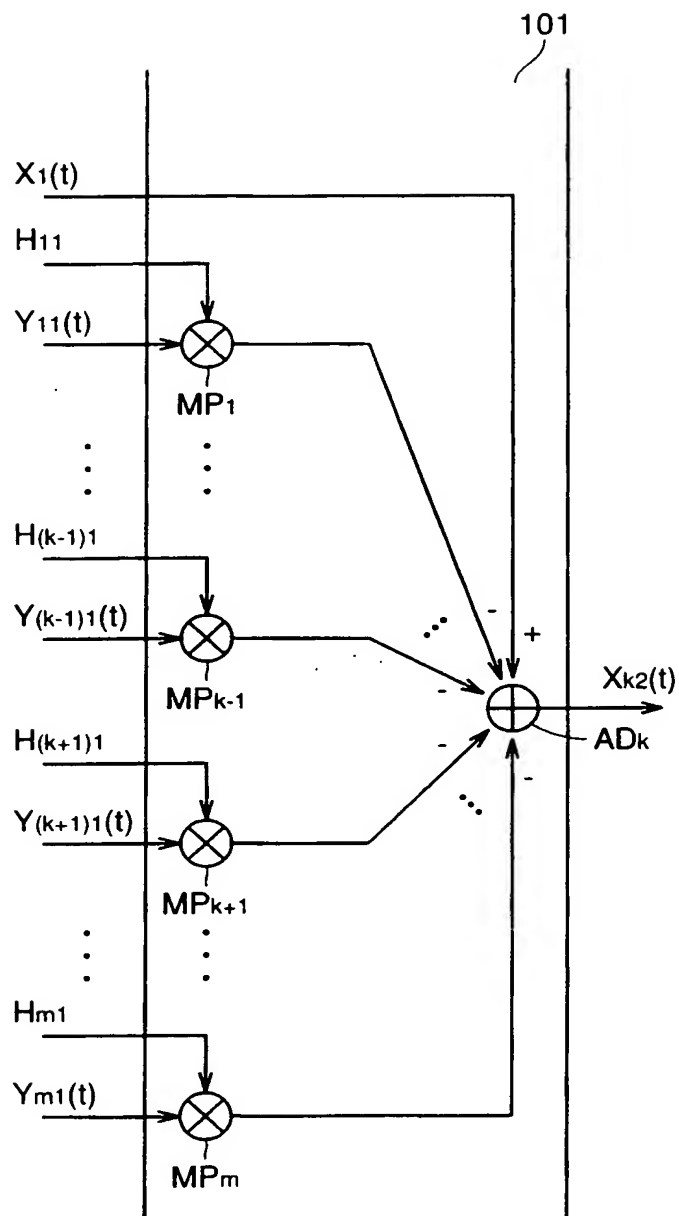 101
X1(t)
H11
Y11(t)
MP1
H(k-1)1
Y(k-1)1(t)
MPk-1
-
+
-
Xk2(t)
ADk
H(k+1)1
-
-
Y(k+1)1(t)
MPk+1
Hm1
Ym1(t)
MPm